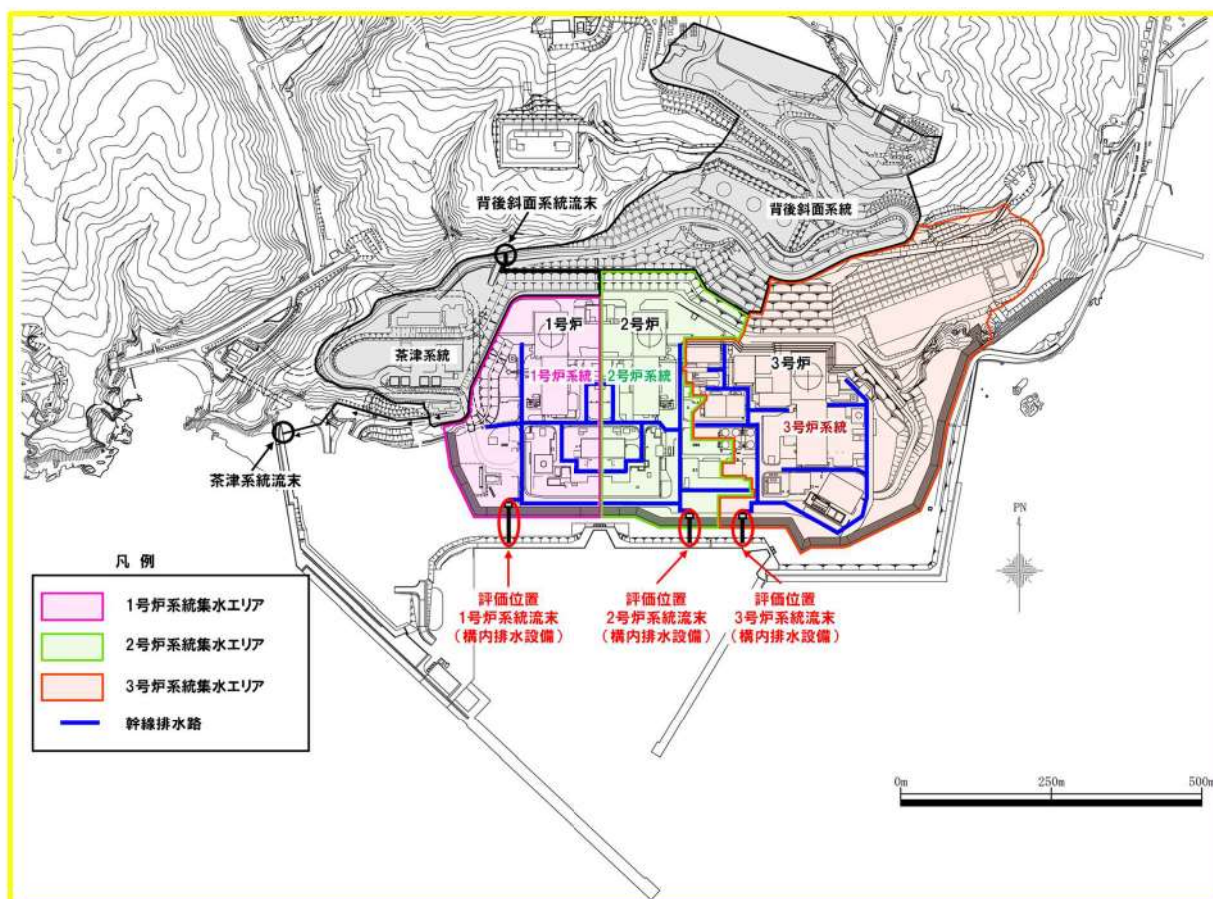 背後斜面系統流末
背後斜面系統
1号炉
2号炉
3号炉
茶津系統
1号炉系統
2号炉系統
3号炉系統
茶津系統流末
PN
評価位置
1号炉系統流末
(構内排水設備)
評価位置
2号炉系統流末
(構内排水設備)
評価位置
3号炉系統流末
(構内排水設備)
凡 例
1号炉系統集水エリア
2号炉系統集水エリア
3号炉系統集水エリア
幹線排水路
0m 250m 500m